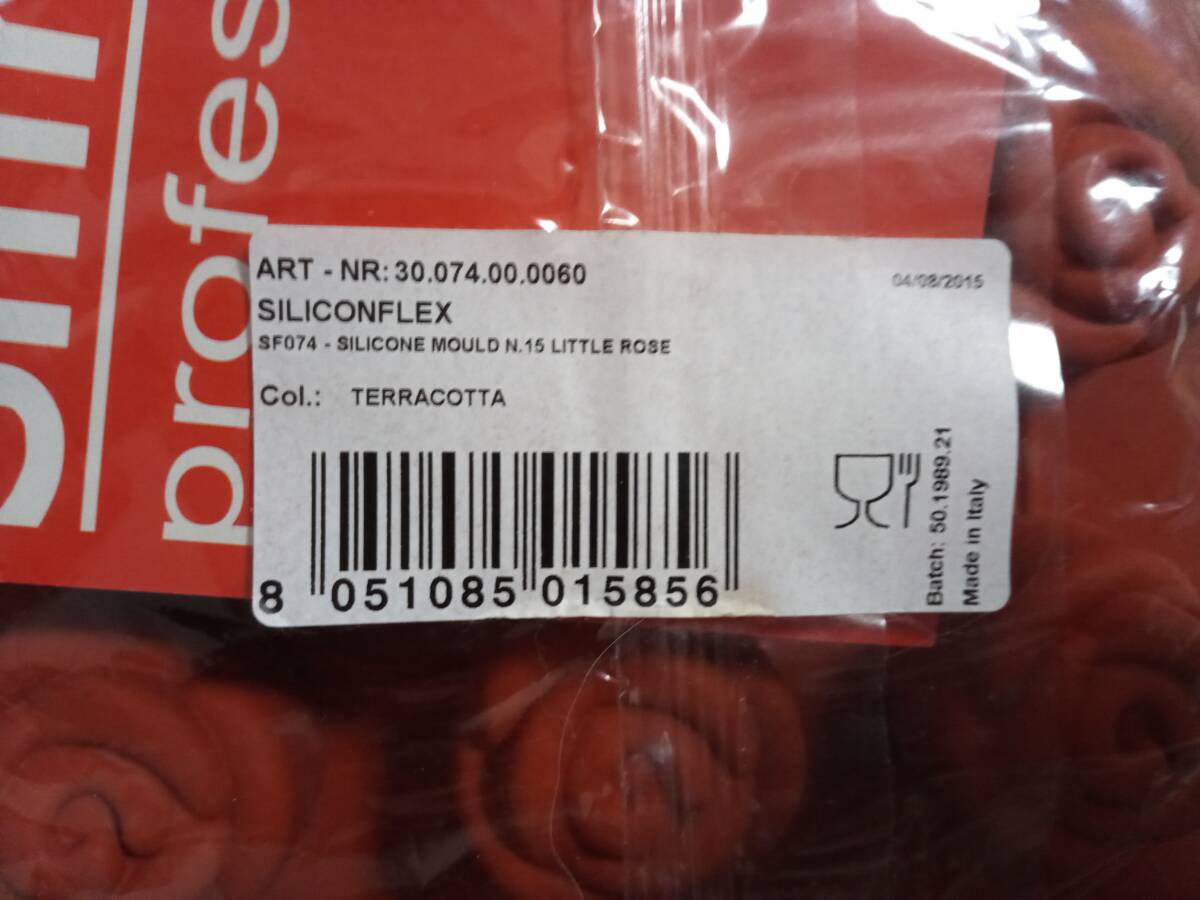 profes
ART - NR: 30.074.00.0060
04/08/2015
SILICONFLEX
SF074 - SILICONE MOULD N.15 LITTLE ROSE
Col.: TERRACOTTA
8 051085 015856
Batch: 50.1989.21
Made in Italy